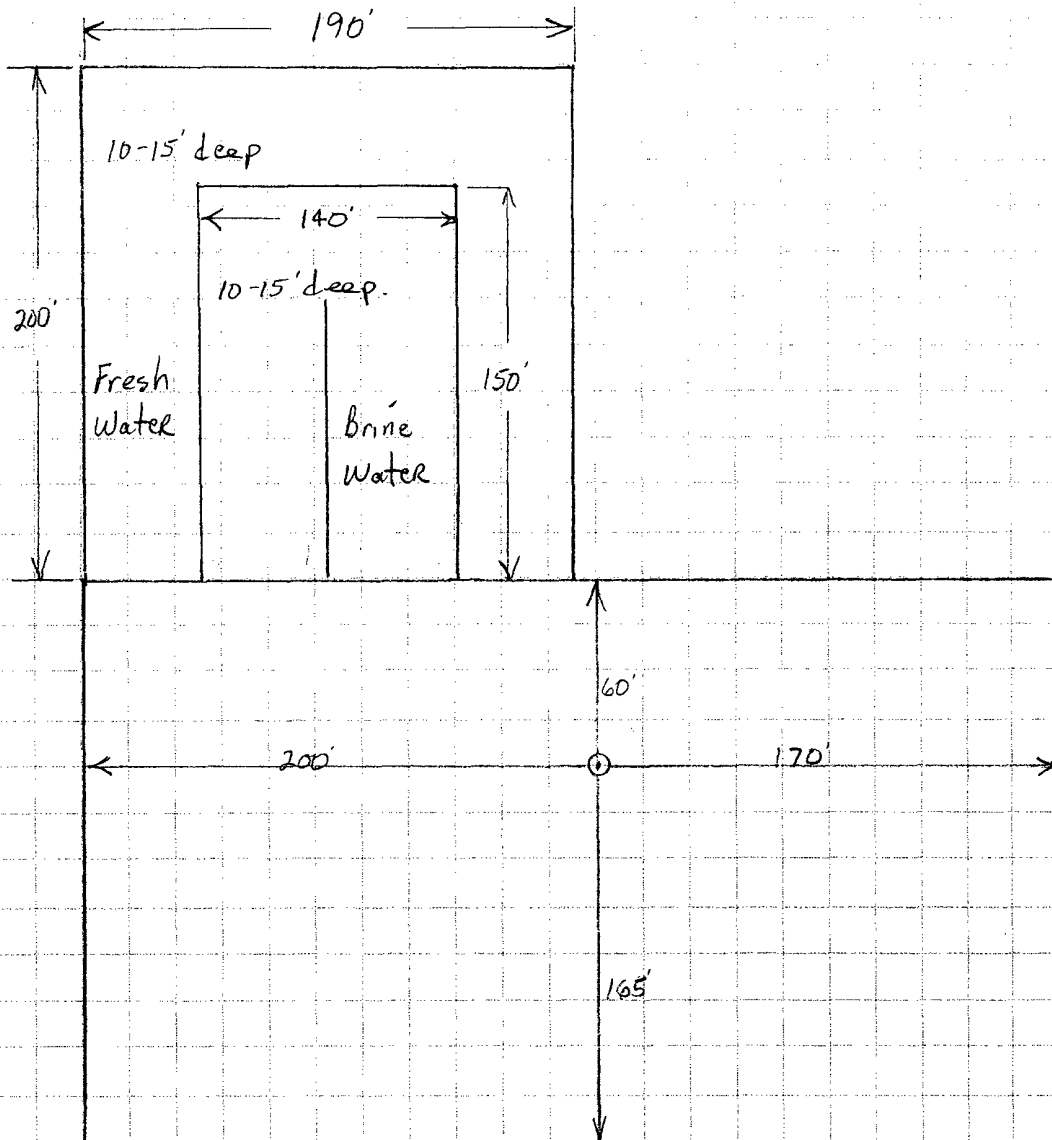 190'
10-15' deep
140'
10-15' deep.
200'
150'
Fresh
Water
Brine
Water
60'
200'
170'
165'